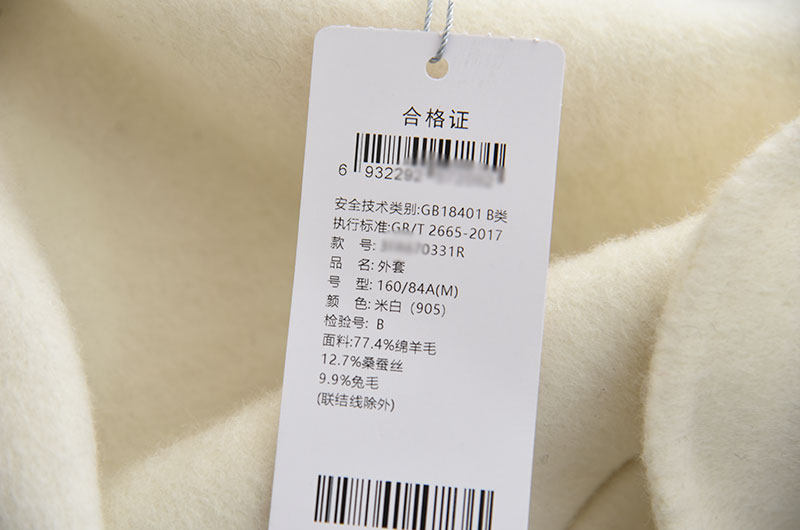 合格证
6 932292
安全技术类别:GB18401 B类
执行标准:GB/T 2665-2017
款 号: 70331R
品 名:外套
号 型:160/84A(M)
颜 色:米白（905）
检验号: B
面料:77.4%绵羊毛
12.7%桑蚕丝
9.9%兔毛
(联结线除外)